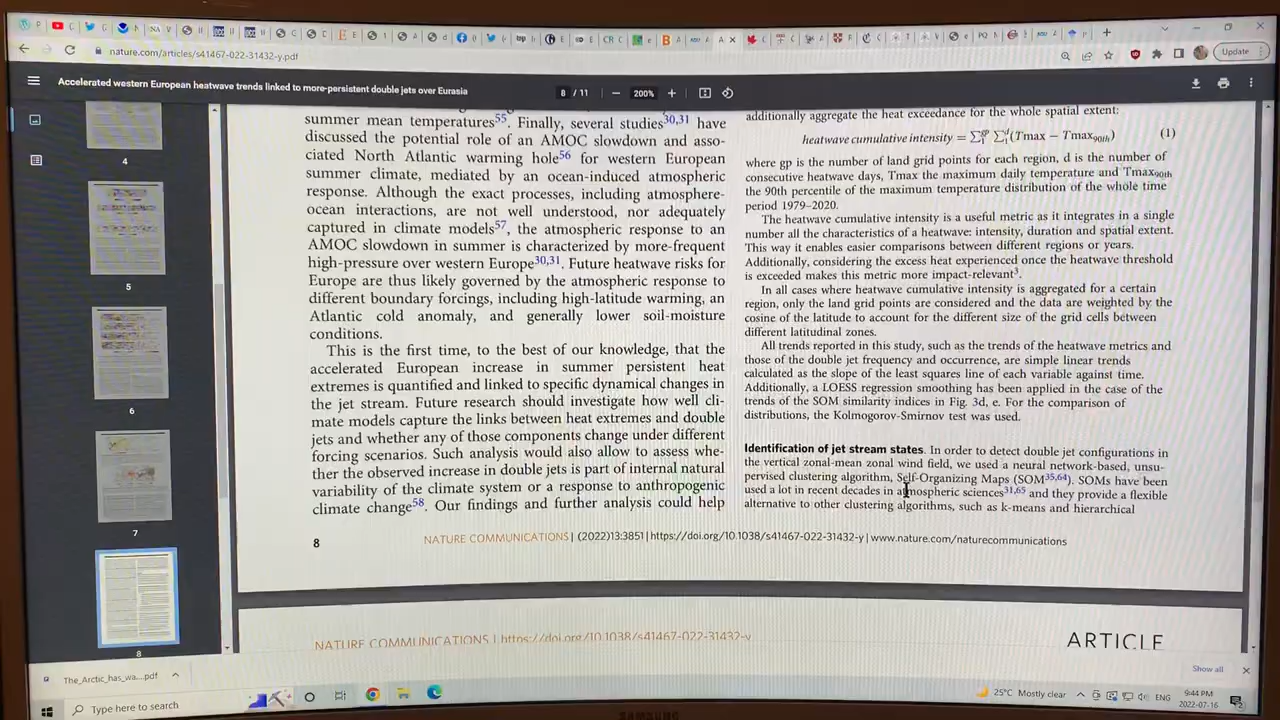 nature.com/articles/s41467-022-31432-y.pdf
Update
Accelerated western European heatwave trends linked to more-persistent double jets over Eurasia
8 / 11
200%
4
5
6
7
8
summer mean temperatures55. Finally, several studies30,31 have
discussed the potential role of an AMOC slowdown and asso-
ciated North Atlantic warming hole56 for western European
summer climate, mediated by an ocean-induced atmospheric
response. Although the exact processes, including atmosphere-
ocean interactions, are not well understood, nor adequately
captured in climate models57, the atmospheric response to an
AMOC slowdown in summer is characterized by more-frequent
high-pressure over western Europe30,31. Future heatwave risks for
Europe are thus likely governed by the atmospheric response to
different boundary forcings, including high-latitude warming, an
Atlantic cold anomaly, and generally lower soil-moisture
conditions.
This is the first time, to the best of our knowledge, that the
accelerated European increase in summer persistent heat
extremes is quantified and linked to specific dynamical changes in
the jet stream. Future research should investigate how well cli-
mate models capture the links between heat extremes and double
jets and whether any of those components change under different
forcing scenarios. Such analysis would also allow to assess whe-
ther the observed increase in double jets is part of internal natural
variability of the climate system or a response to anthropogenic
climate change58. Our findings and further analysis could help
additionally aggregate the heat exceedance for the whole spatial extent:
heatwave cumulative intensity = ∑1gp ∑1d(Tmax − Tmax90th) (1)
where gp is the number of land grid points for each region, d is the number of
consecutive heatwave days, Tmax the maximum daily temperature and Tmax90th
the 90th percentile of the maximum temperature distribution of the whole time
period 1979–2020.
The heatwave cumulative intensity is a useful metric as it integrates in a single
number all the characteristics of a heatwave: intensity, duration and spatial extent.
This way it enables easier comparisons between different regions or years.
Additionally, considering the excess heat experienced once the heatwave threshold
is exceeded makes this metric more impact-relevant3.
In all cases where heatwave cumulative intensity is aggregated for a certain
region, only the land grid points are considered and the data are weighted by the
cosine of the latitude to account for the different size of the grid cells between
different latitudinal zones.
All trends reported in this study, such as the trends of the heatwave metrics and
those of the double jet frequency and occurrence, are simple linear trends
calculated as the slope of the least squares line of each variable against time.
Additionally, a LOESS regression smoothing has been applied in the case of the
trends of the SOM similarity indices in Fig. 3d, e. For the comparison of
distributions, the Kolmogorov-Smirnov test was used.
Identification of jet stream states. In order to detect double jet configurations in
the vertical zonal-mean zonal wind field, we used a neural network-based, unsu-
pervised clustering algorithm, Self-Organizing Maps (SOM35,64). SOMs have been
used a lot in recent decades in atmospheric sciences31,65 and they provide a flexible
alternative to other clustering algorithms, such as k-means and hierarchical
8 NATURE COMMUNICATIONS | (2022)13:3851 | https://doi.org/10.1038/s41467-022-31432-y | www.nature.com/naturecommunications
NATURE COMMUNICATIONS | https://doi.org/10.1038/s41467-022-31432-y
ARTICLE
The_Arctic_has_wa....pdf
Show all
Type here to search
25°C Mostly clear
ENG
9:44 PM
2022-07-16
SAMSUNG